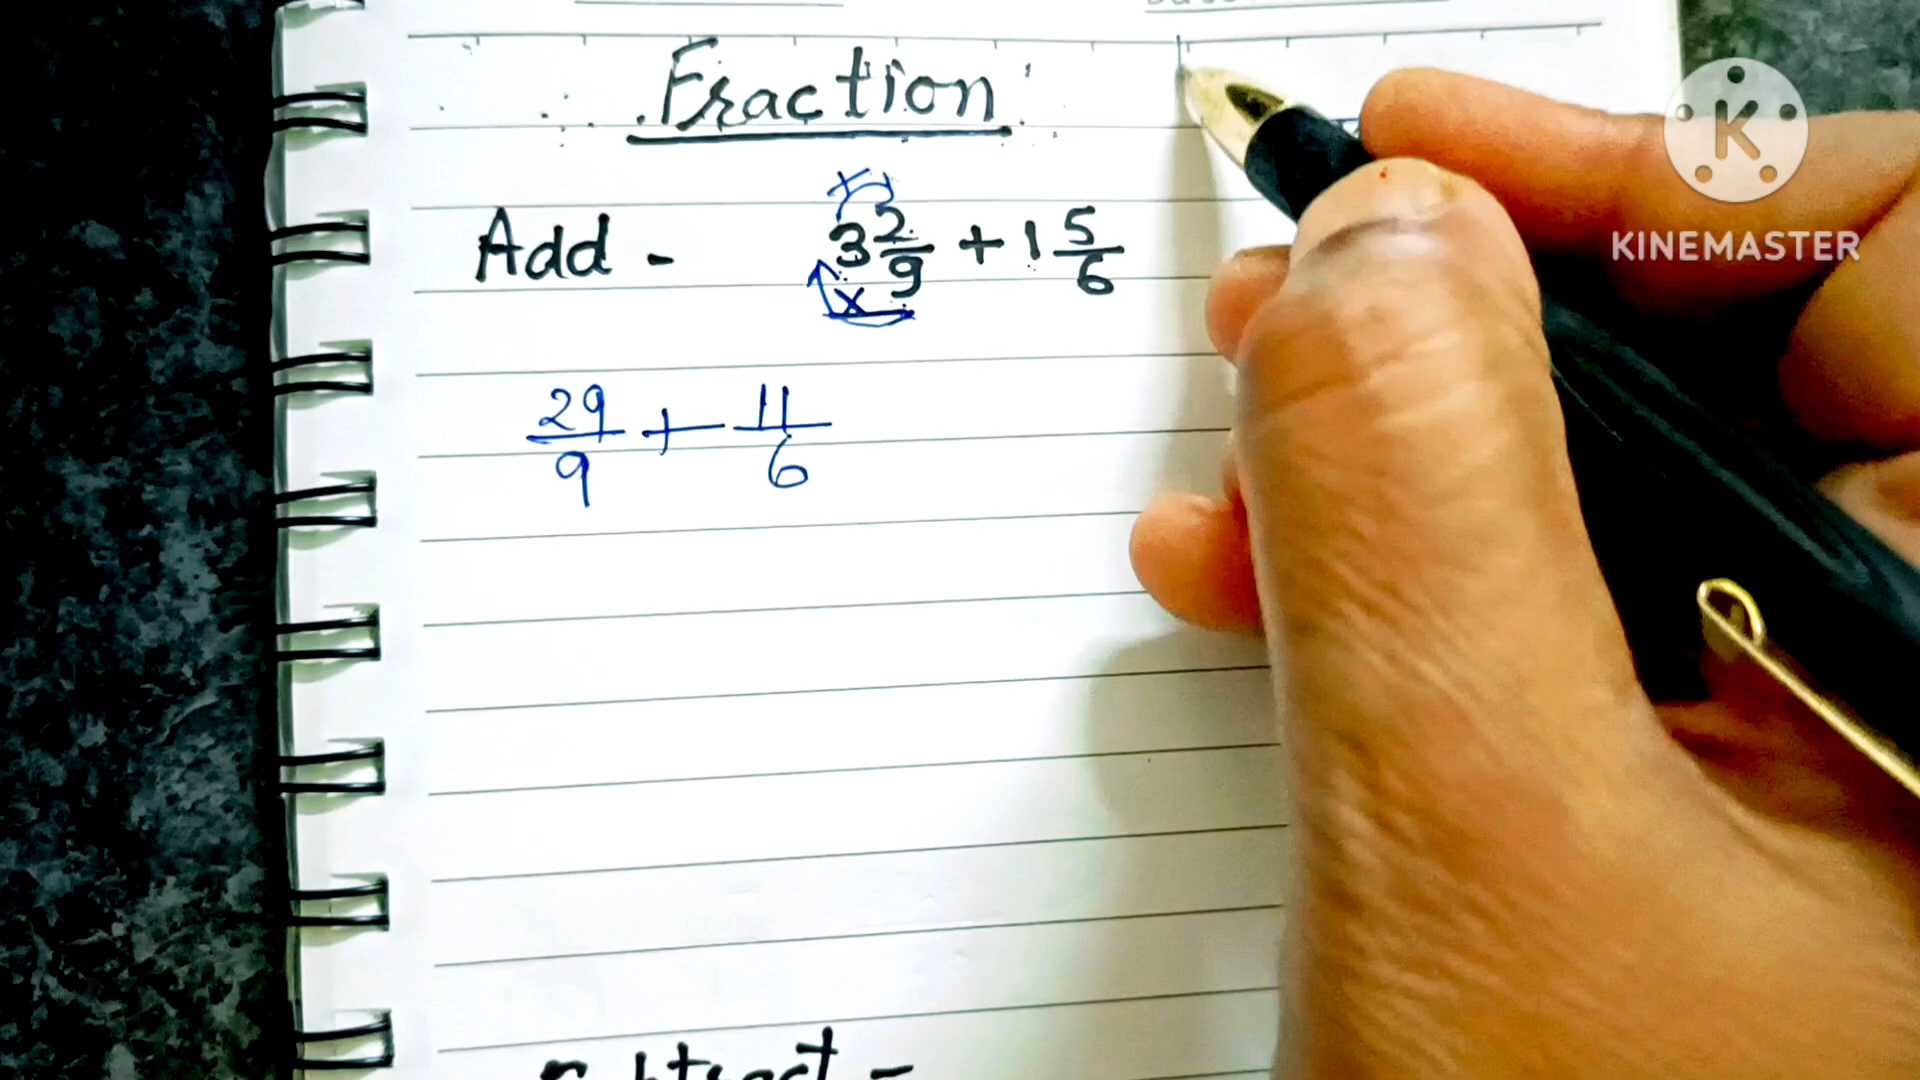 Fraction
Add - 3 2/9 + 1 5/6
29/9 + 11/6
KINEMASTER